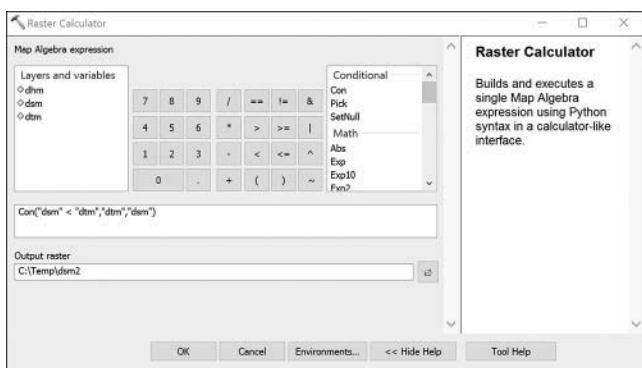 Raster Calculator
Map Algebra expression
Layers and variables
dhm
dsm
dtm
7 8 9 / == != &
4 5 6 * > >= |
1 2 3 - < <= ^
0 . + ( ) ~
Conditional
Con
Pick
SetNull
Math
Abs
Exp
Exp10
Exp2
Con("dsm" < "dtm","dtm","dsm")
Output raster
C:\Temp\dsm2
OK Cancel Environments... << Hide Help Tool Help
Raster Calculator
Builds and executes a
single Map Algebra
expression using Python
syntax in a calculator-like
interface.